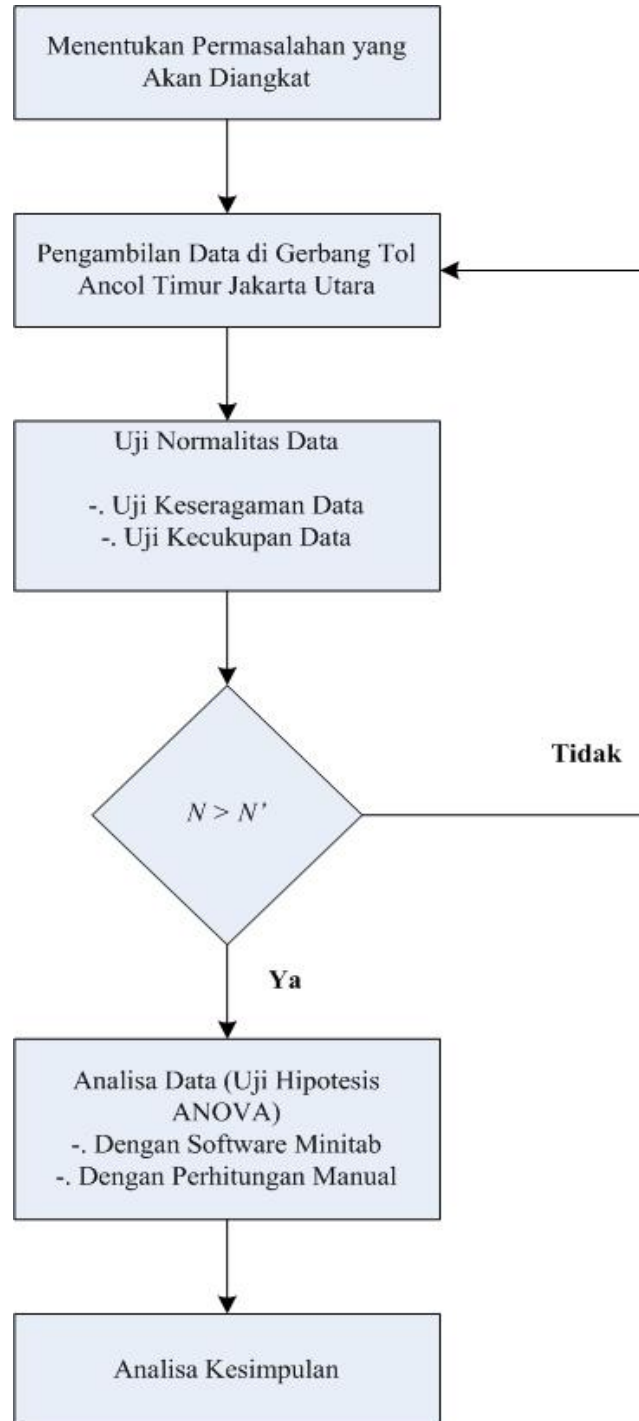 Menentukan Permasalahan yang
Akan Diangkat
Pengambilan Data di Gerbang Tol
Ancol Timur Jakarta Utara
Uji Normalitas Data
-. Uji Keseragaman Data
-. Uji Kecukupan Data
N > N’
Tidak
Ya
Analisa Data (Uji Hipotesis
ANOVA)
-. Dengan Software Minitab
-. Dengan Perhitungan Manual
Analisa Kesimpulan